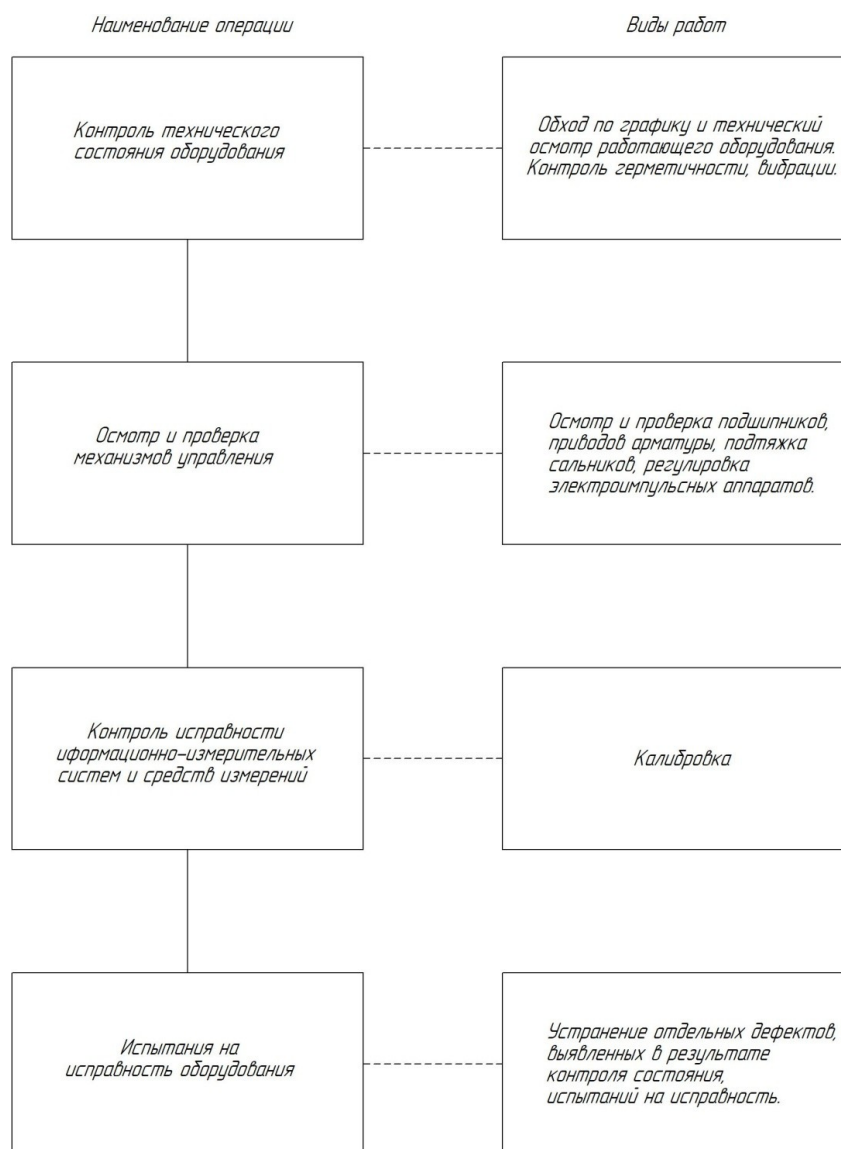 Наименование операции
Виды работ
Контроль технического
состояния оборудования
Обход по графику и технический
осмотр работающего оборудования.
Контроль герметичности, вибрации.
Осмотр и проверка
механизмов управления
Осмотр и проверка подшипников,
приводов арматуры, подтяжка
сальников, регулировка
электроимпульсных аппаратов.
Контроль исправности
иформационно-измерительных
систем и средств измерений
Калибровка
Испытания на
исправность оборудования
Устранение отдельных дефектов,
выявленных в результате
контроля состояния,
испытаний на исправность.